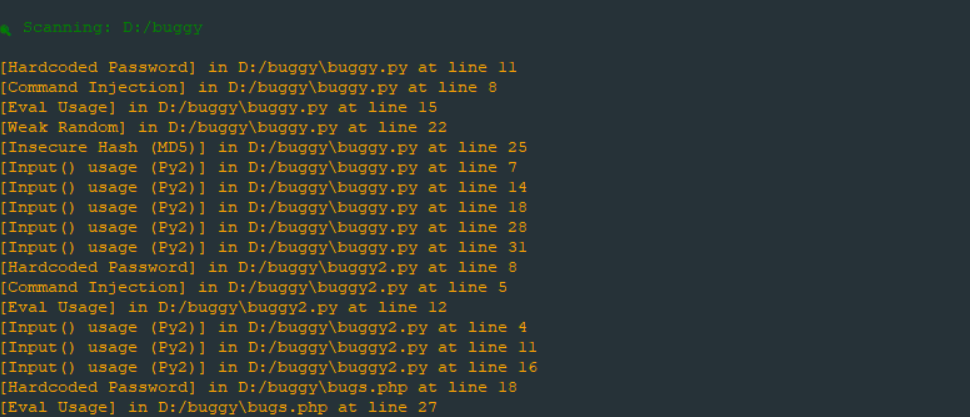 Scanning: D:/buggy
[Hardcoded Password] in D:/buggy\buggy.py at line 11
[Command Injection] in D:/buggy\buggy.py at line 8
[Eval Usage] in D:/buggy\buggy.py at line 15
[Weak Random] in D:/buggy\buggy.py at line 22
[Insecure Hash (MD5)] in D:/buggy\buggy.py at line 25
[Input() usage (Py2)] in D:/buggy\buggy.py at line 7
[Input() usage (Py2)] in D:/buggy\buggy.py at line 14
[Input() usage (Py2)] in D:/buggy\buggy.py at line 18
[Input() usage (Py2)] in D:/buggy\buggy.py at line 28
[Input() usage (Py2)] in D:/buggy\buggy.py at line 31
[Hardcoded Password] in D:/buggy\buggy2.py at line 8
[Command Injection] in D:/buggy\buggy2.py at line 5
[Eval Usage] in D:/buggy\buggy2.py at line 12
[Input() usage (Py2)] in D:/buggy\buggy2.py at line 4
[Input() usage (Py2)] in D:/buggy\buggy2.py at line 11
[Input() usage (Py2)] in D:/buggy\buggy2.py at line 16
[Hardcoded Password] in D:/buggy\bugs.php at line 18
[Eval Usage] in D:/buggy\bugs.php at line 27